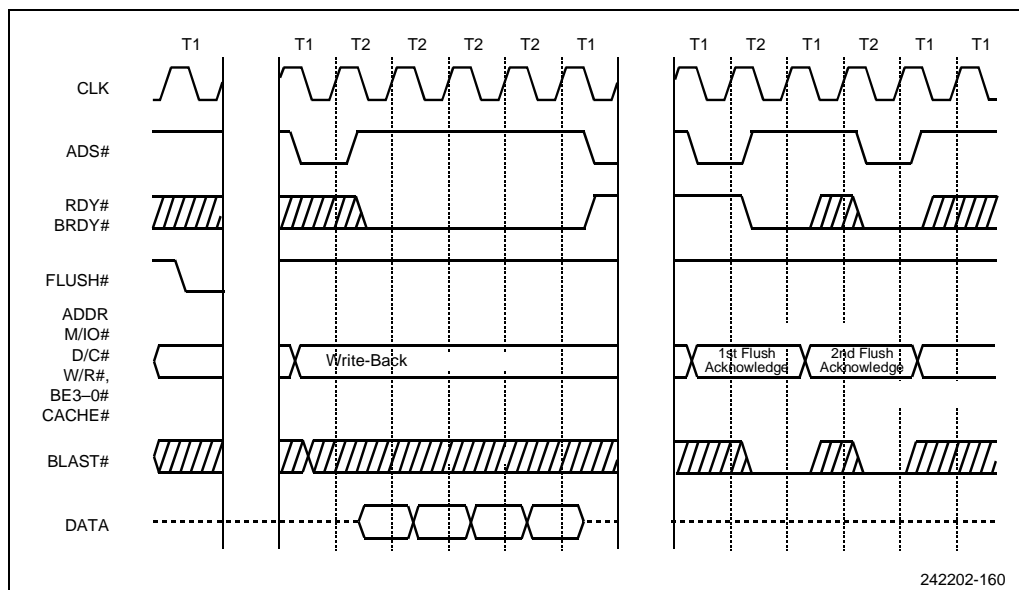 T1 T1 T2 T2 T2 T2 T1 T1 T2 T1 T2 T1 T1
CLK
ADS#
RDY#
BRDY#
FLUSH#
ADDR
M/IO#
D/C#
W/R#,
BE3–0#
CACHE#
Write-Back
1st Flush
Acknowledge
2nd Flush
Acknowledge
BLAST#
DATA
242202-160